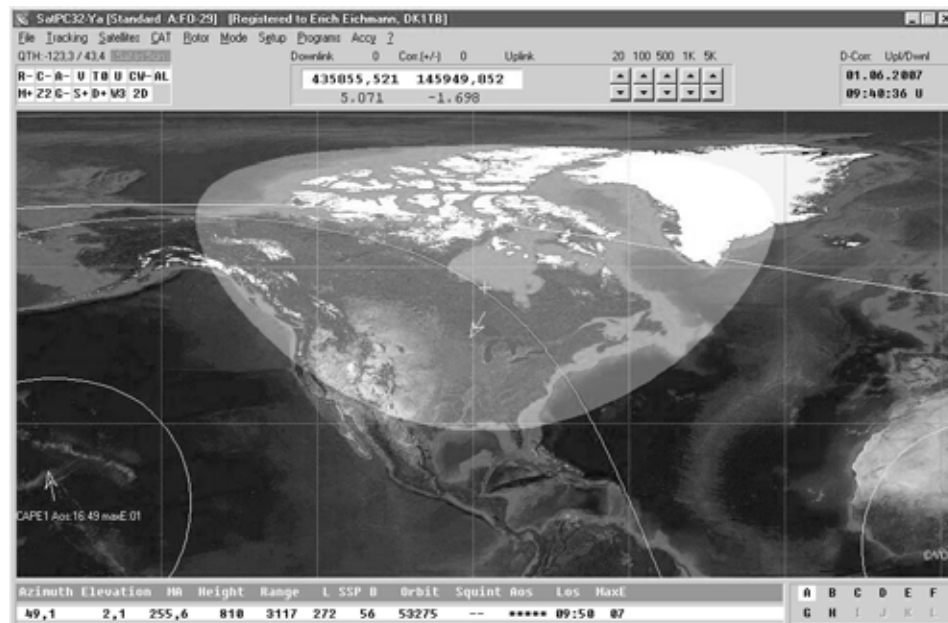 SatPC32-Ya [Standard A:FO-29] [Registered to Erich Eichmann, DK1TB]
File Tracking Satellites CAT Rotor Mode Setup Programs Accy ?
QTH:-123,3 / 43,4
Downlink 0 Corr.(+/-) 0 Uplink
20 100 500 1K 5K
D-Corr. Upl/Dwnl
R- C- A- V T0 U CW- AL
M+ Z2 G- S+ D+ W3 2D
435855,521 145949,852
5.071 -1.698
01.06.2007
09:40:36 U
CAPE1 Aos:16:49 maxE:01
Azimuth Elevation MA Height Range L SSP B Orbit Squint Aos Los MaxE
49,1 2,1 255,6 810 3117 272 56 53275 -- ***** 09:50 07
A B C D E F
G H I J K L